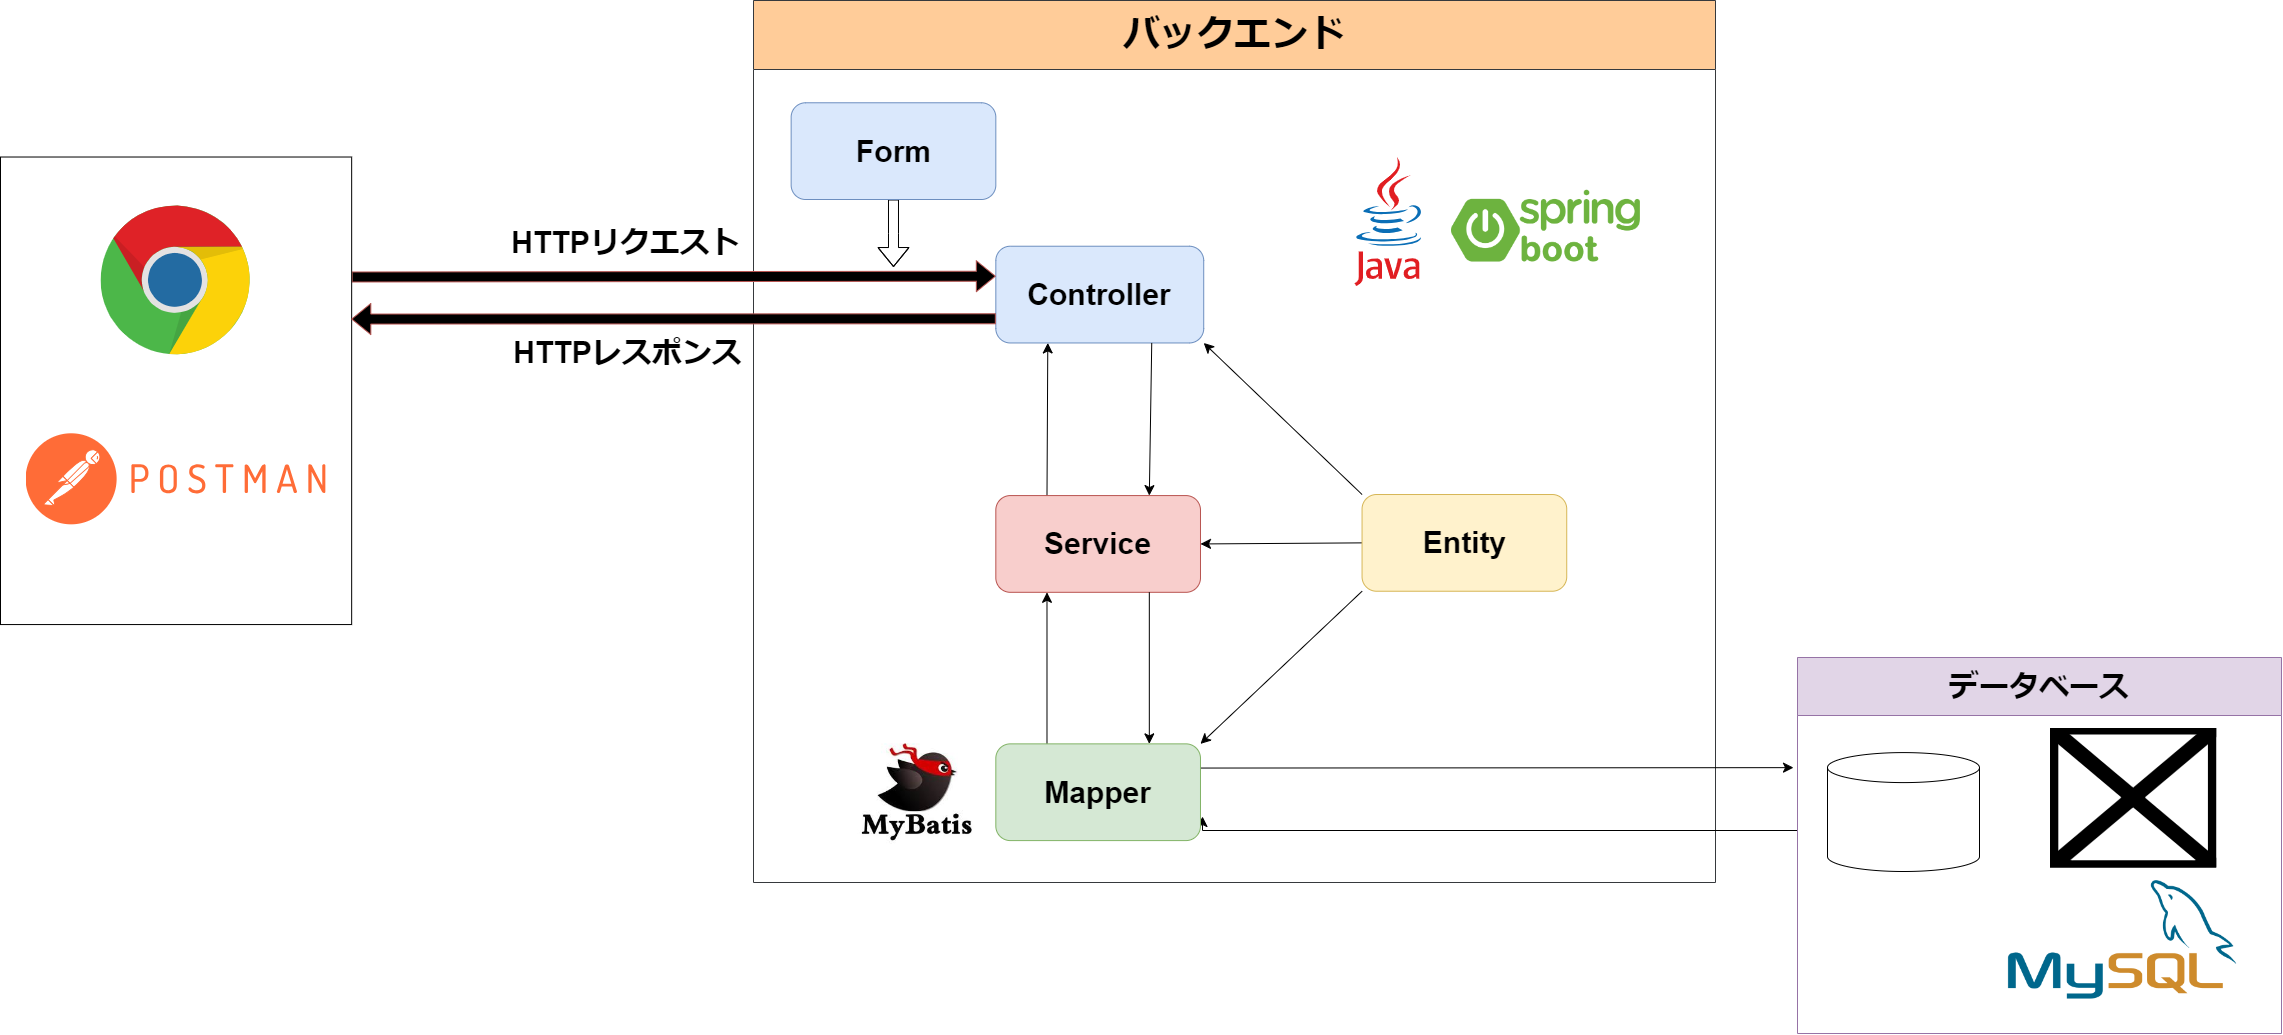 バックエンド
Form
HTTPリクエスト
Controller
Java
spring
boot
HTTPレスポンス
POSTMAN
Service
Entity
データベース
Mapper
MyBatis
MySQL